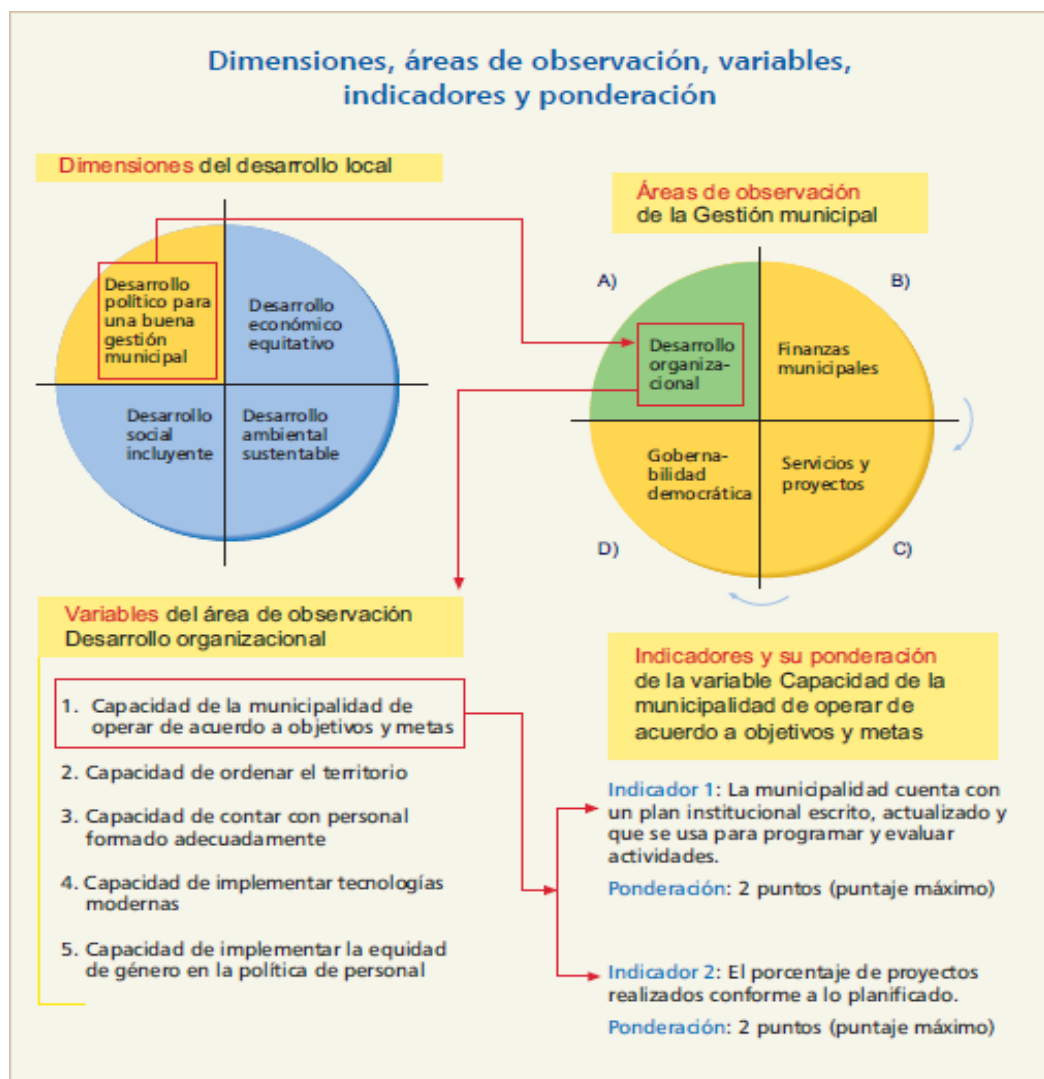 Dimensiones, áreas de observación, variables,
indicadores y ponderación
Dimensiones del desarrollo local
Desarrollo
político para
una buena
gestión
municipal
Desarrollo
económico
equitativo
Desarrollo
social
incluyente
Desarrollo
ambiental
sustentable
Áreas de observación
de la Gestión municipal
A)
B)
Desarrollo
organiza-
cional
Finanzas
municipales
Goberna-
bilidad
democrática
Servicios y
proyectos
D)
C)
Variables del área de observación
Desarrollo organizacional
1. Capacidad de la municipalidad de
operar de acuerdo a objetivos y metas
2. Capacidad de ordenar el territorio
3. Capacidad de contar con personal
formado adecuadamente
4. Capacidad de implementar tecnologías
modernas
5. Capacidad de implementar la equidad
de género en la política de personal
Indicadores y su ponderación
de la variable Capacidad de la
municipalidad de operar de
acuerdo a objetivos y metas
Indicador 1: La municipalidad cuenta con
un plan institucional escrito, actualizado y
que se usa para programar y evaluar
actividades.
Ponderación: 2 puntos (puntaje máximo)
Indicador 2: El porcentaje de proyectos
realizados conforme a lo planificado.
Ponderación: 2 puntos (puntaje máximo)